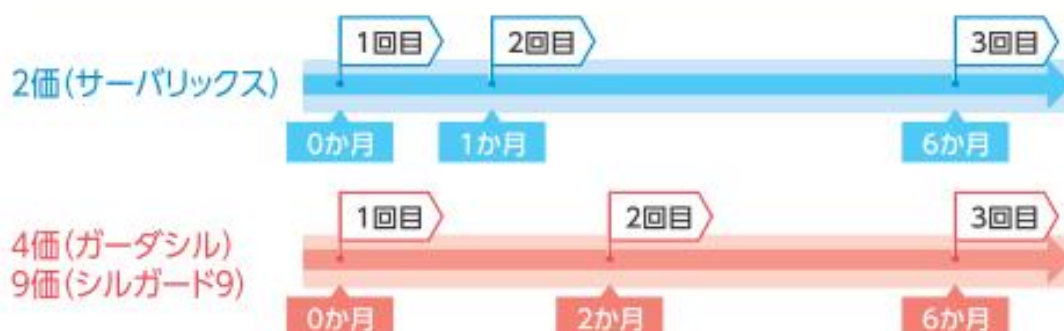 1回目
2回目
3回目
2価(サーバリックス)
0か月
1か月
6か月
1回目
2回目
3回目
4価(ガーダシル)
9価(シルガード9)
0か月
2か月
6か月